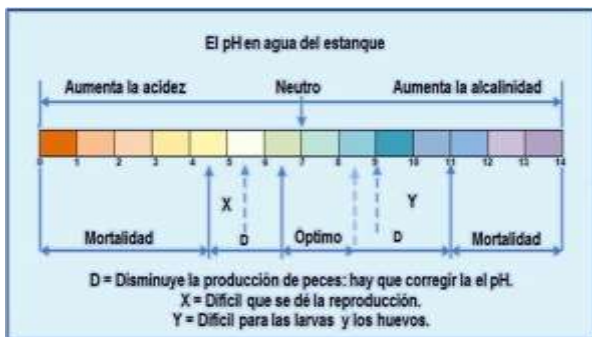 El pH en agua del estanque
Aumenta la acidez Neutro Aumenta la alcalinidad
0 1 2 3 4 5 6 7 8 9 10 11 12 13 14
X Y
Mortalidad D Óptimo D Mortalidad
D = Disminuye la producción de peces: hay que corregir la el pH.
X = Difícil que se dé la reproducción.
Y = Difícil para las larvas y los huevos.